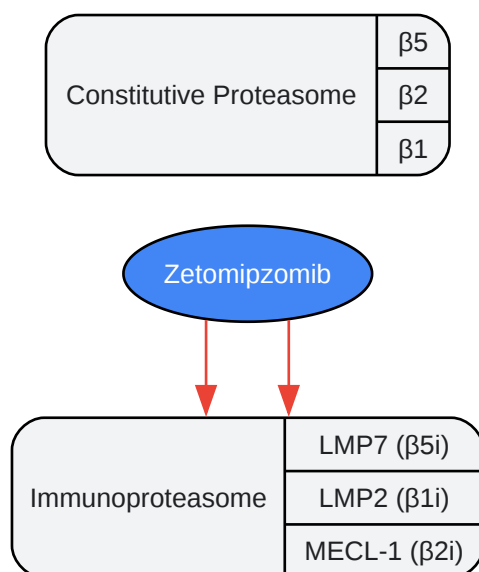 Constitutive Proteasome
β5
β2
β1
Zetomipzomib
Immunoproteasome
LMP7 (β5i)
LMP2 (β1i)
MECL-1 (β2i)